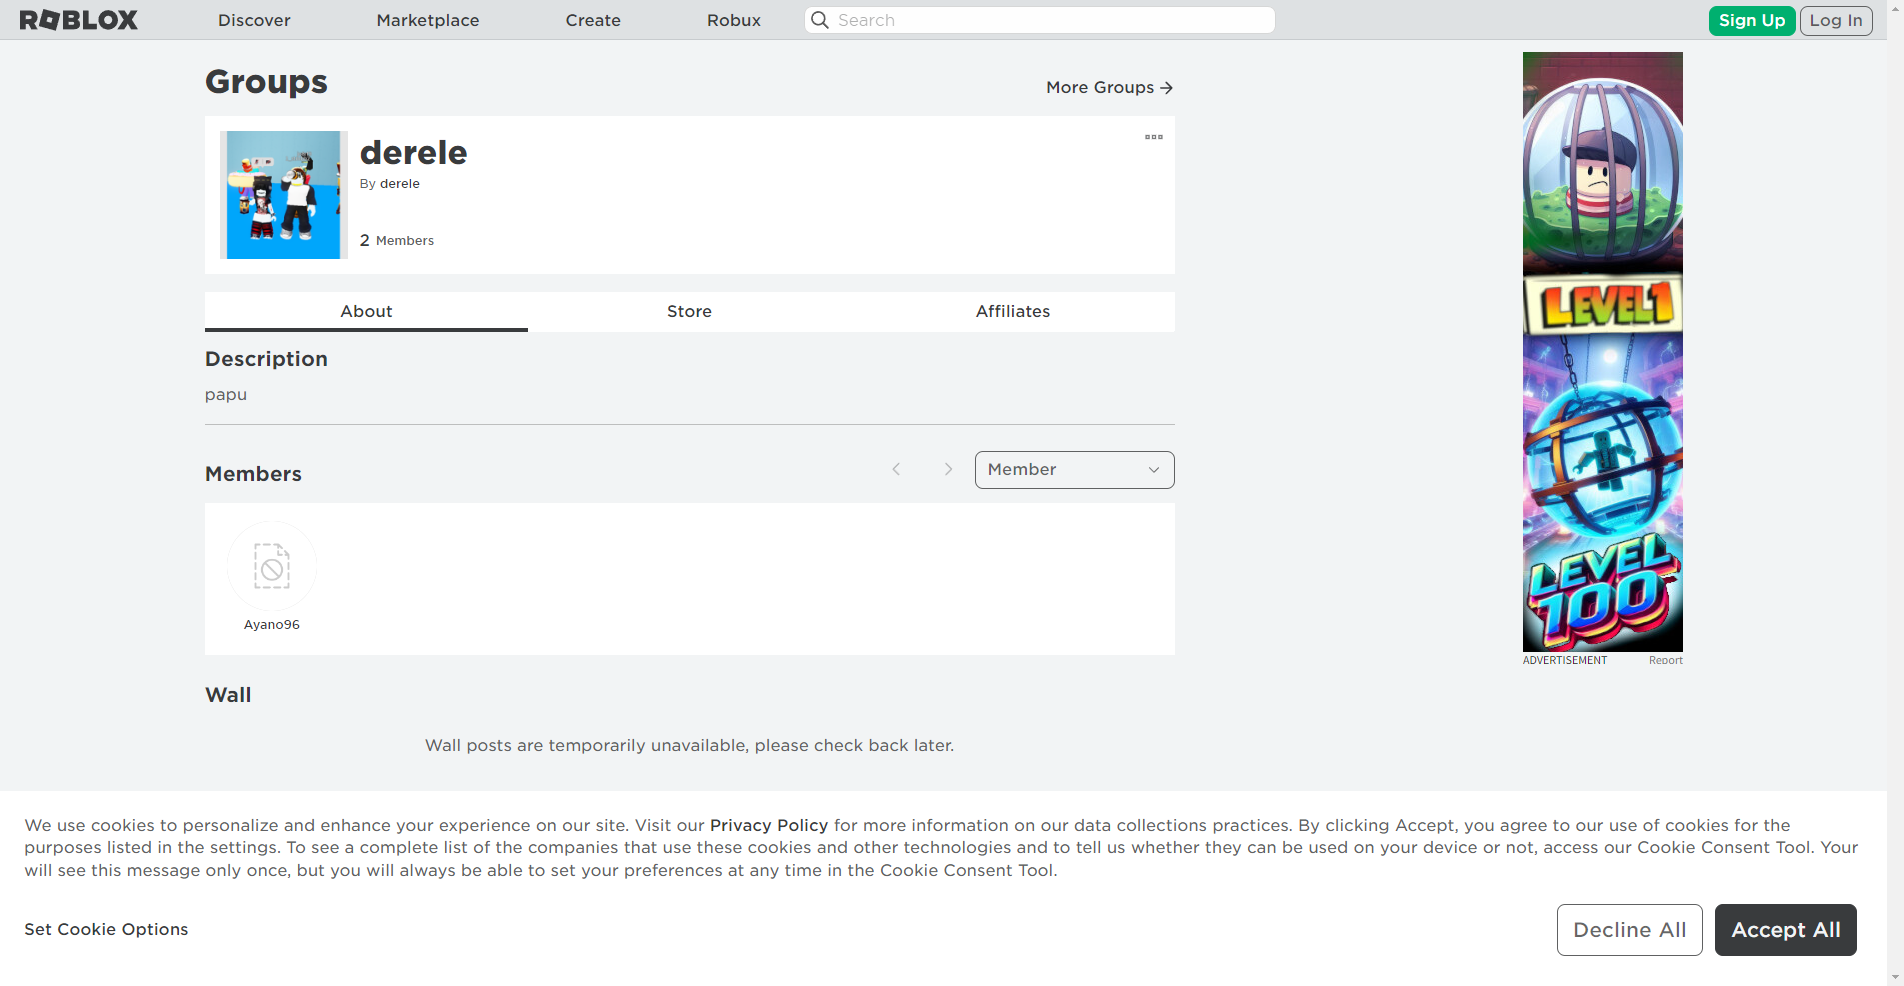 ROBLOX
Discover
Marketplace
Create
Robux
Search
Sign Up
Log In
Groups
More Groups
derele
By derele
2 Members
About
Store
Affiliates
Description
papu
Members
Member
Ayano96
Wall
Wall posts are temporarily unavailable, please check back later.
LEVEL 1
LEVEL
100
ADVERTISEMENT
Report
We use cookies to personalize and enhance your experience on our site. Visit our Privacy Policy for more information on our data collections practices. By clicking Accept, you agree to our use of cookies for the
purposes listed in the settings. To see a complete list of the companies that use these cookies and other technologies and to tell us whether they can be used on your device or not, access our Cookie Consent Tool. Your
will see this message only once, but you will always be able to set your preferences at any time in the Cookie Consent Tool.
Set Cookie Options
Decline All
Accept All